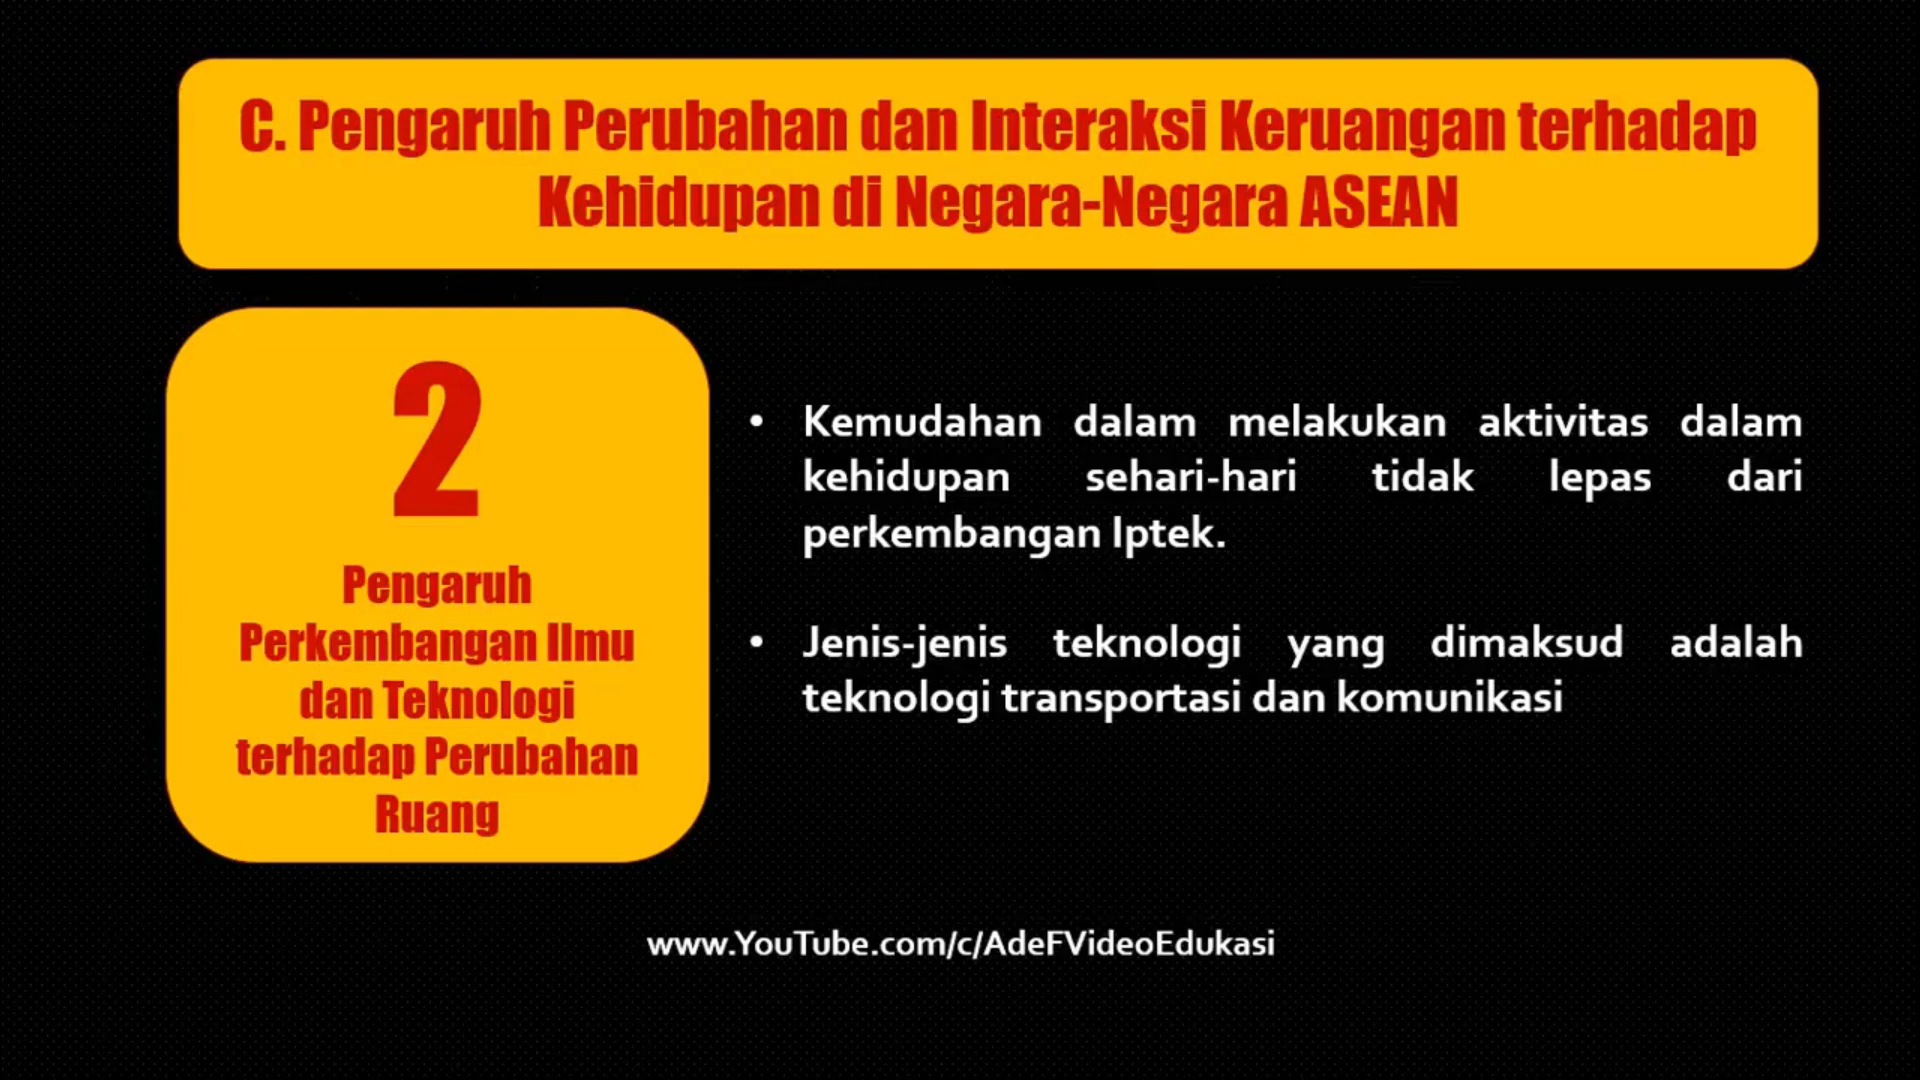 C. Pengaruh Perubahan dan Interaksi Keruangan terhadap
Kehidupan di Negara-Negara ASEAN
2
Pengaruh
Perkembangan Ilmu
dan Teknologi
terhadap Perubahan
Ruang
• Kemudahan dalam melakukan aktivitas dalam
kehidupan sehari-hari tidak lepas dari
perkembangan Iptek.
• Jenis-jenis teknologi yang dimaksud adalah
teknologi transportasi dan komunikasi
www.YouTube.com/c/AdeFVideoEdukasi